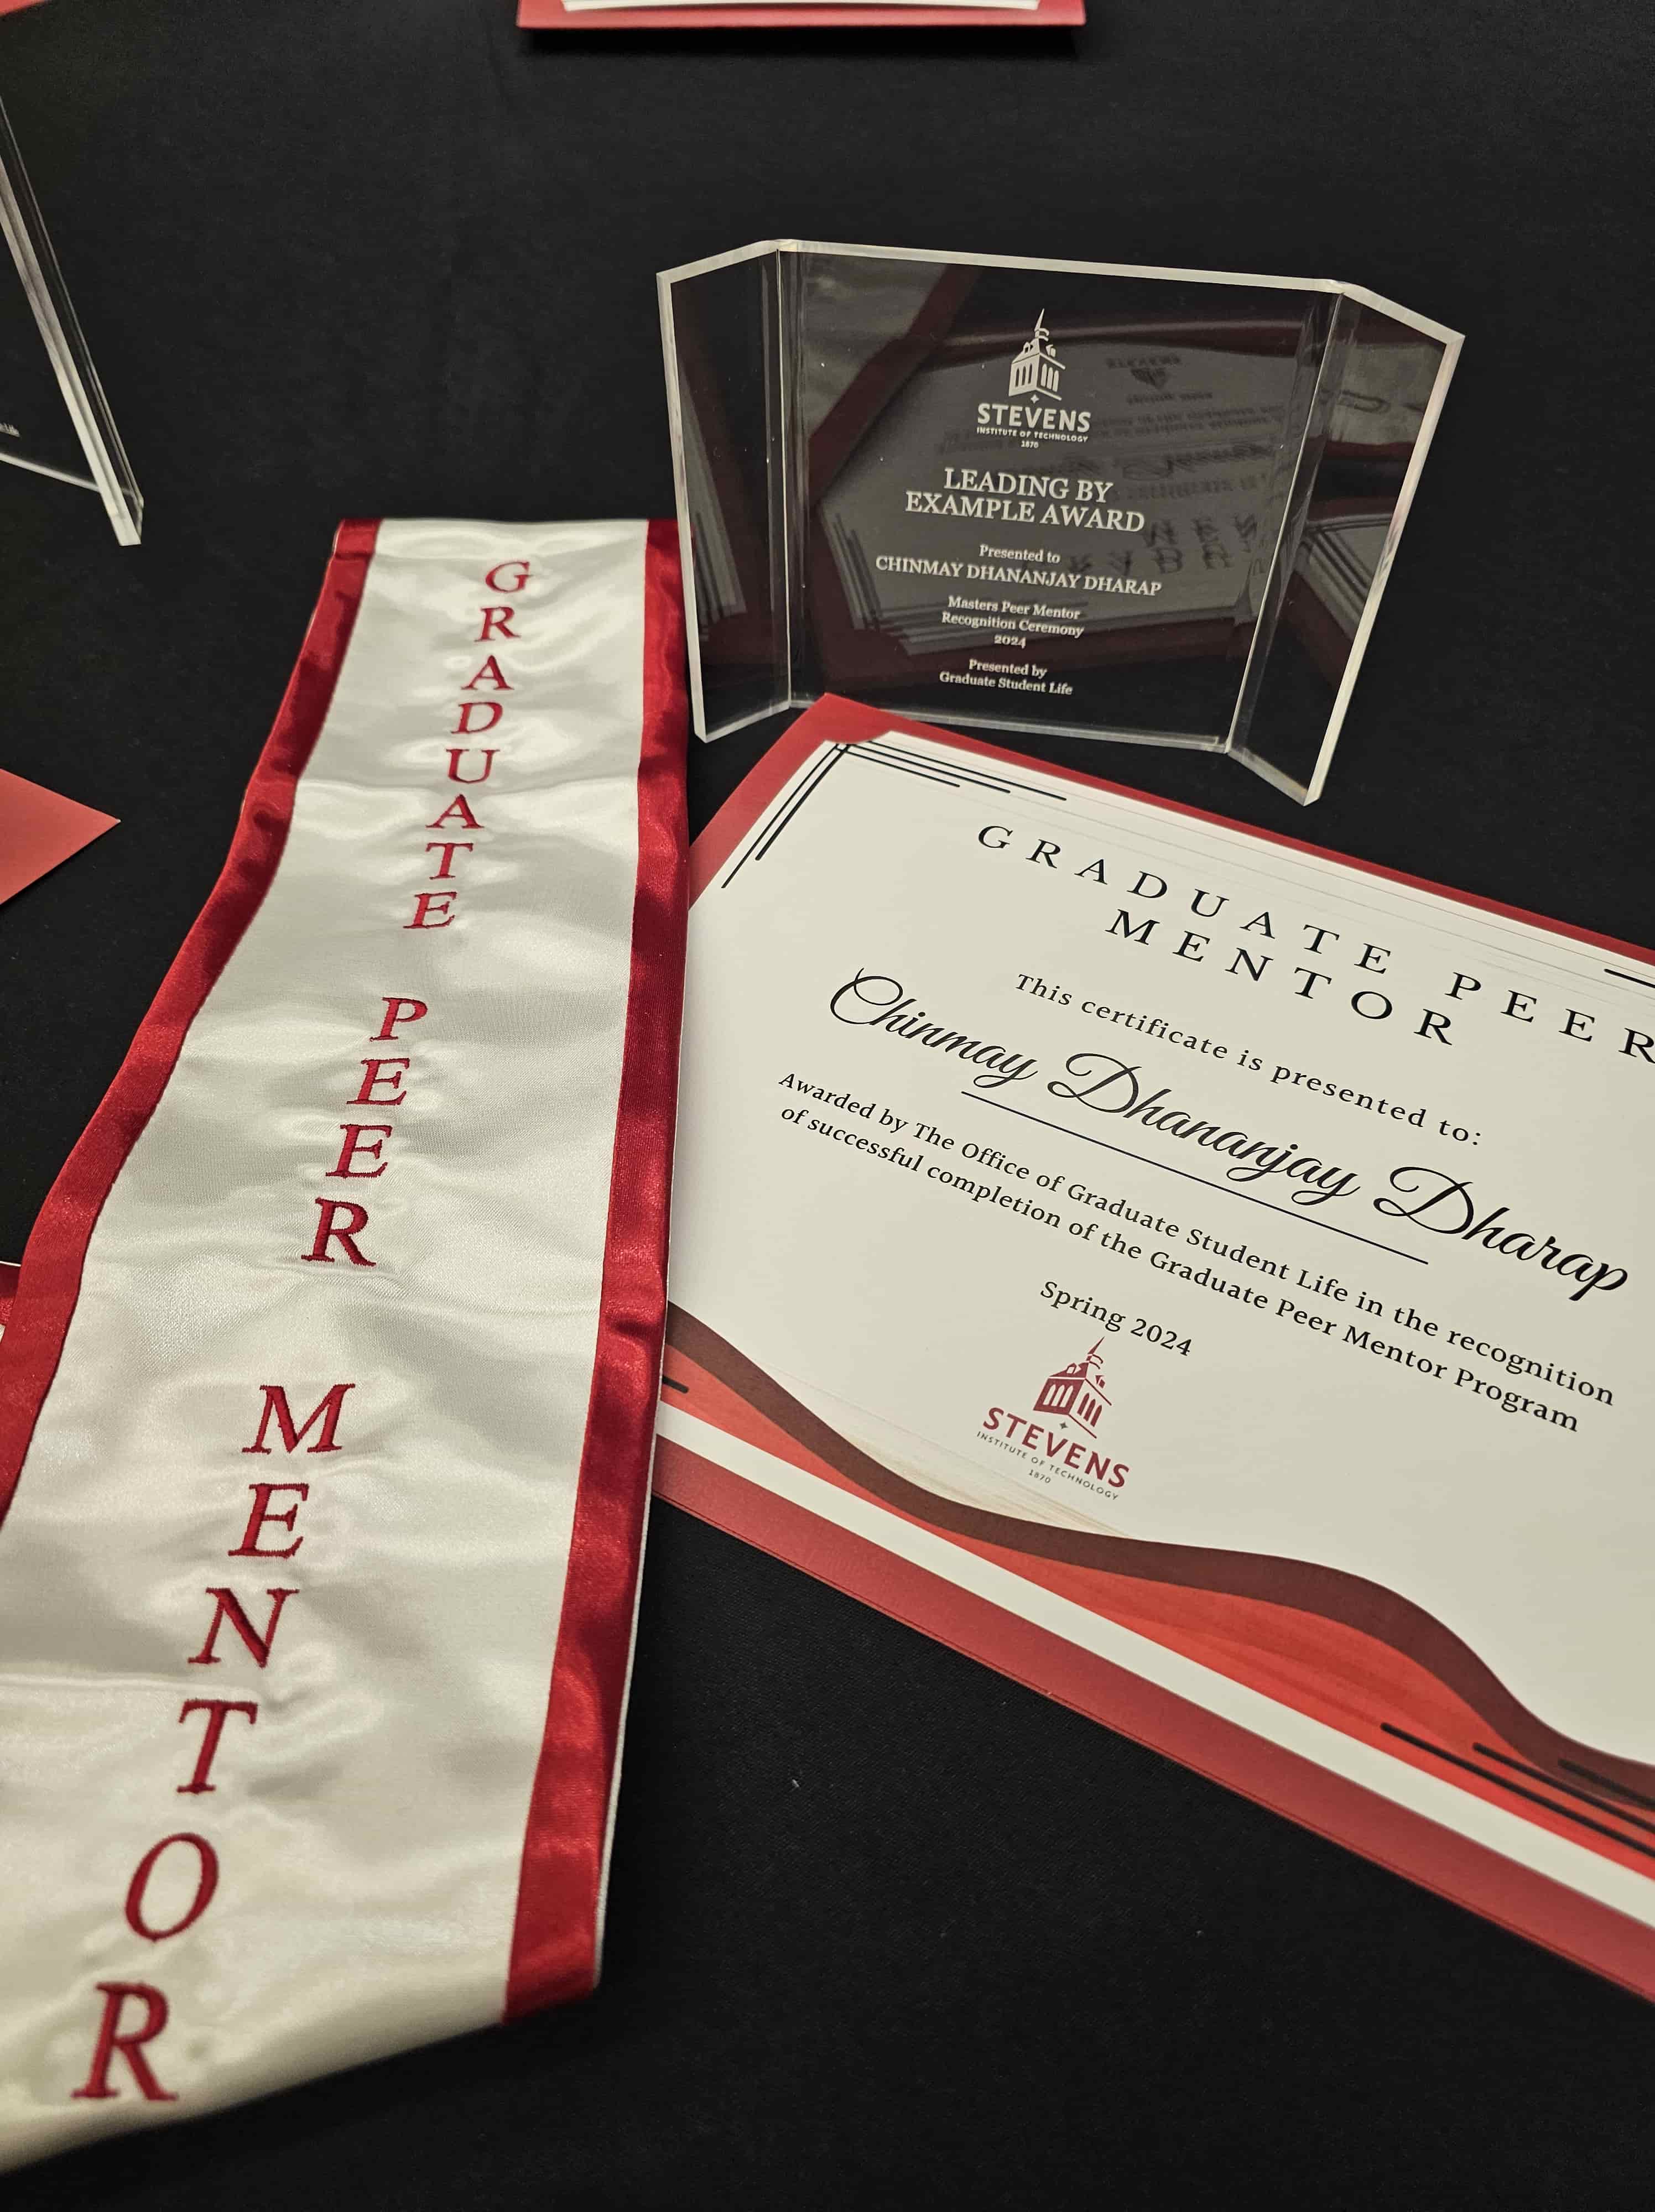 STEVENS
INSTITUTE OF TECHNOLOGY
1870
LEADING BY
EXAMPLE AWARD
Presented to
CHINMAY DHANANJAY DHARAP
Masters Peer Mentor
Recognition Ceremony
2024
Presented by
Graduate Student Life
GRADUATE PEER MENTOR
GRADUATE PEER
MENTOR
This certificate is presented to:
Chinmay Dhananjay Dharap
Awarded by The Office of Graduate Student Life in the recognition
of successful completion of the Graduate Peer Mentor Program
Spring 2024
STEVENS
INSTITUTE OF TECHNOLOGY
1870